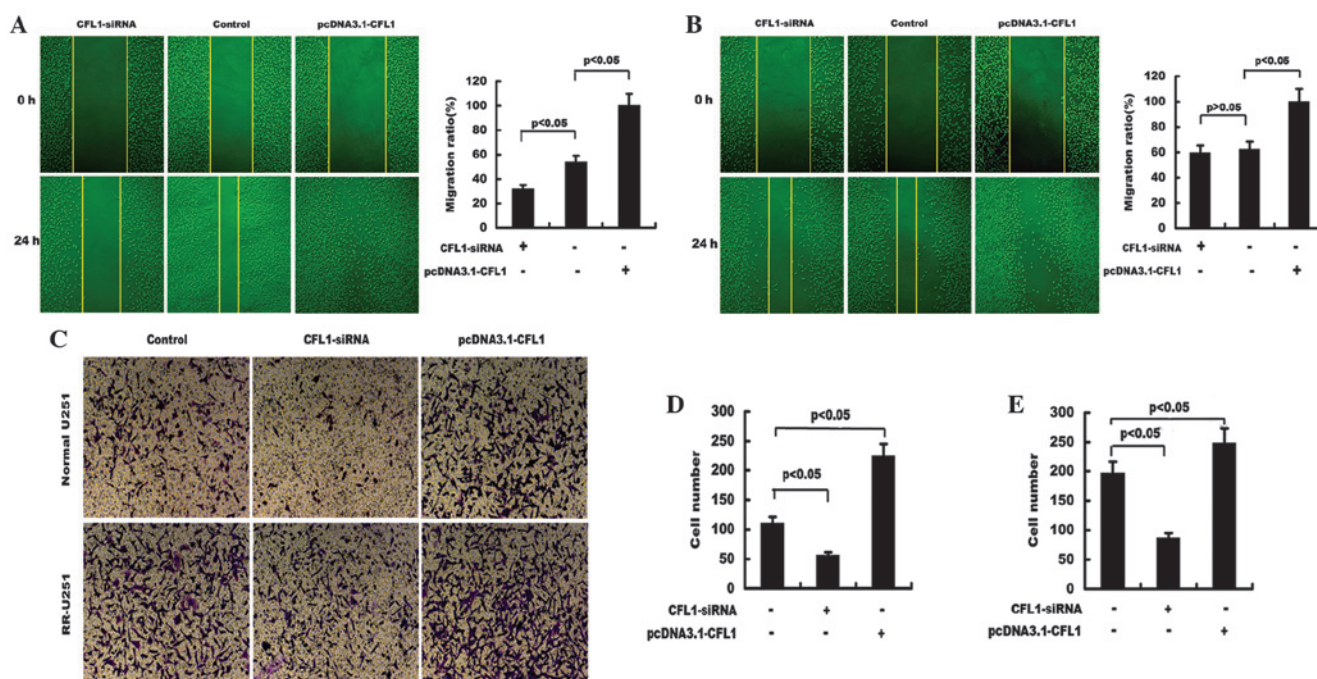 A
CFL1-siRNA Control pcDNA3.1-CFL1
0 h
24 h
Migration ratio(%)
120
100
80
60
40
20
0
p<0.05
p<0.05
CFL1-siRNA + - -
pcDNA3.1-CFL1 - - +
B
CFL1-siRNA Control pcDNA3.1-CFL1
0 h
24 h
Migration ratio(%)
120
100
80
60
40
20
0
p<0.05
p>0.05
CFL1-siRNA + - -
pcDNA3.1-CFL1 - - +
C
Control CFL1-siRNA pcDNA3.1-CFL1
Normal U251
RR-U251
D
Cell number
300
250
200
150
100
50
0
p<0.05
p<0.05
CFL1-siRNA - + -
pcDNA3.1-CFL1 - - +
E
Cell number
300
250
200
150
100
50
0
p<0.05
p<0.05
CFL1-siRNA - + -
pcDNA3.1-CFL1 - - +